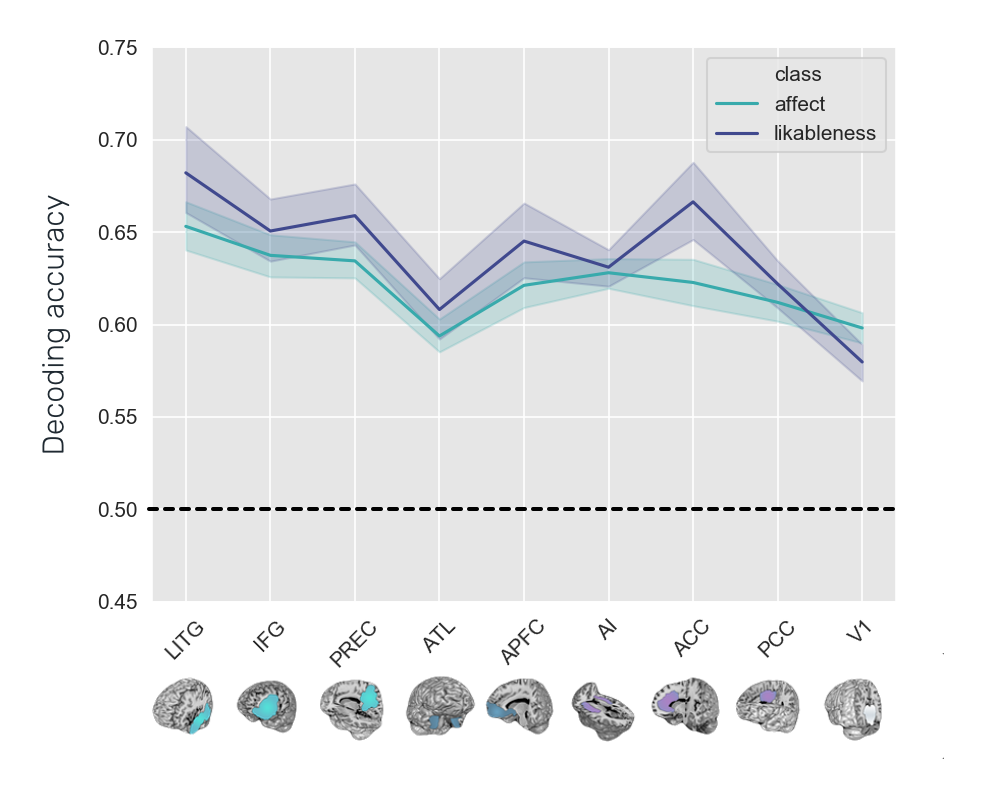 0.75
0.70
0.65
0.60
0.55
0.50
0.45
Decoding accuracy
class
affect
likableness
LITG
IFG
PREC
ATL
APFC
AI
ACC
PCC
V1